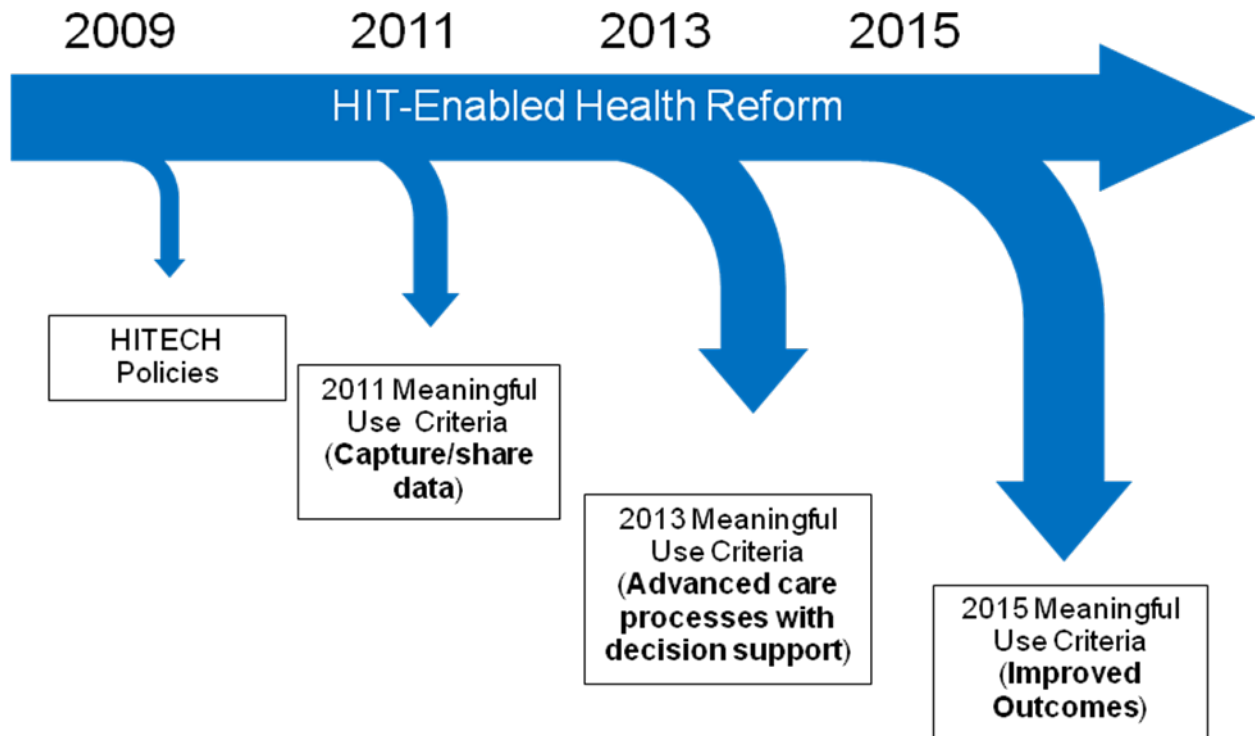 2009 2011 2013 2015
HIT-Enabled Health Reform
HITECH
Policies
2011 Meaningful
Use Criteria
(Capture/share
data)
2013 Meaningful
Use Criteria
(Advanced care
processes with
decision support)
2015 Meaningful
Use Criteria
(Improved
Outcomes)